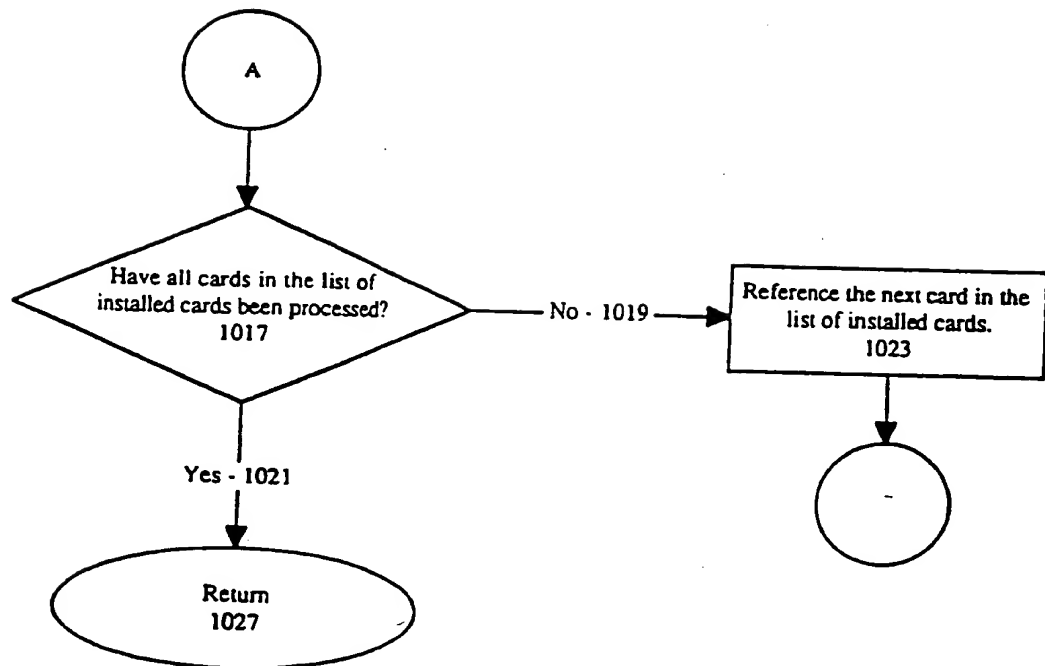 A
Have all cards in the list of
installed cards been processed?
1017
No - 1019
Reference the next card in the
list of installed cards.
1023
Yes - 1021
Return
1027